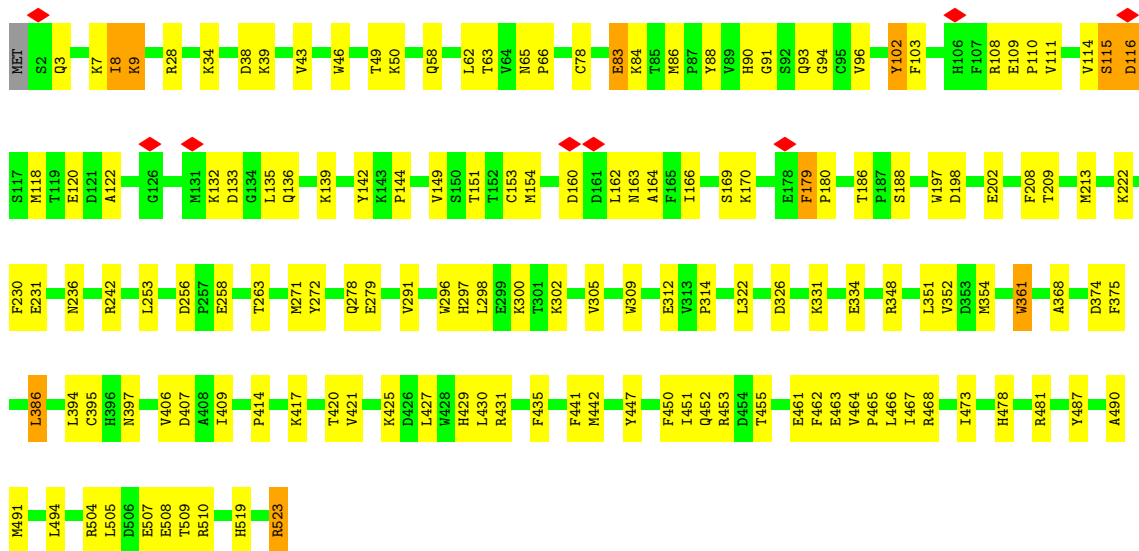 MET S2 Q3 K7 I8 K9 R28 K34 D38 K39 V43 W46 T49 K50 Q58 L62 T63 V64 N65 P66 C78 E83 K84 T85 M86 P87 Y88 V89 H90 G91 S92 Q93 G94 C95 V96 Y102 F103 H106 F107 R108 E109 P110 V111 V114 S115 D116
S117 M118 T119 E120 D121 A122 G126 M131 K132 D133 G134 L135 Q136 K139 Y142 K143 P144 V149 S150 T151 T152 C153 M154 D160 D161 L162 N163 A164 F165 I166 S169 K170 E178 F179 P180 T186 P187 S188 W197 D198 E202 F208 T209 M213 K222
F230 E231 N236 R242 L253 D256 P257 E258 T263 M271 Y272 Q278 E279 V291 W296 H297 L298 E299 K300 T301 K302 V305 W309 E312 V313 P314 L322 D326 K331 E334 R348 L351 V352 D353 M354 W361 A368 D374 F375
L386 L394 C395 H396 N397 V406 D407 A408 I409 P414 K417 T420 V421 K425 D426 L427 W428 H429 L430 R431 F435 F441 M442 Y447 F450 I451 Q452 R453 D454 T455 E461 F462 E463 V464 P465 L466 I467 R468 I473 H478 R481 Y487 A490
M491 L494 R504 L505 D506 E507 E508 T509 R510 H519 R523